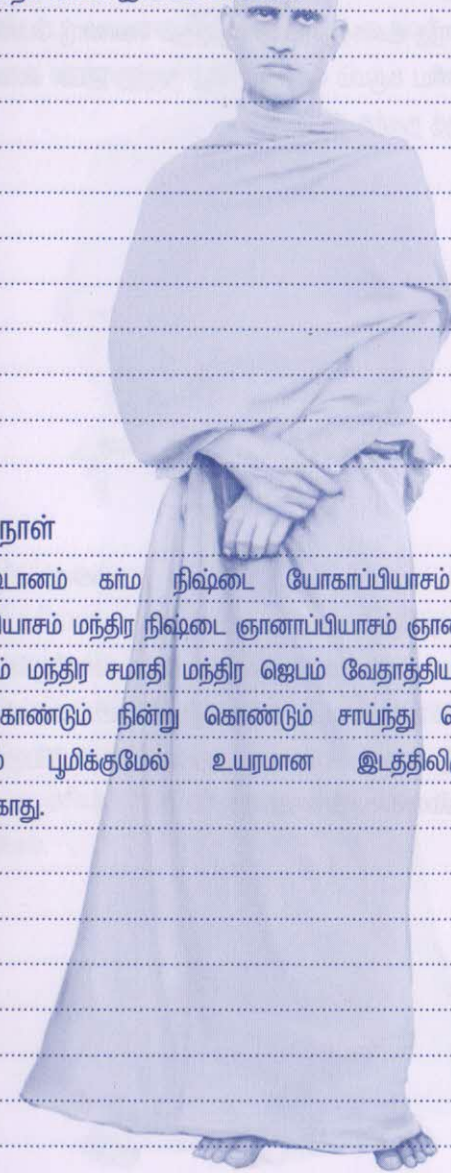 நாள்
டானம் கர்ம நிஷ்டை யோகாப்பியாசம்
பியாசம் மந்திர நிஷ்டை ஞானாப்பியாசம் ஞான
ம் மந்திர சமாதி மந்திர ஜெபம் வேதாத்திய
கொண்டும் நின்று கொண்டும் சாய்ந்து
பூமிக்குமேல் உயரமான இடத்திலி
காது.